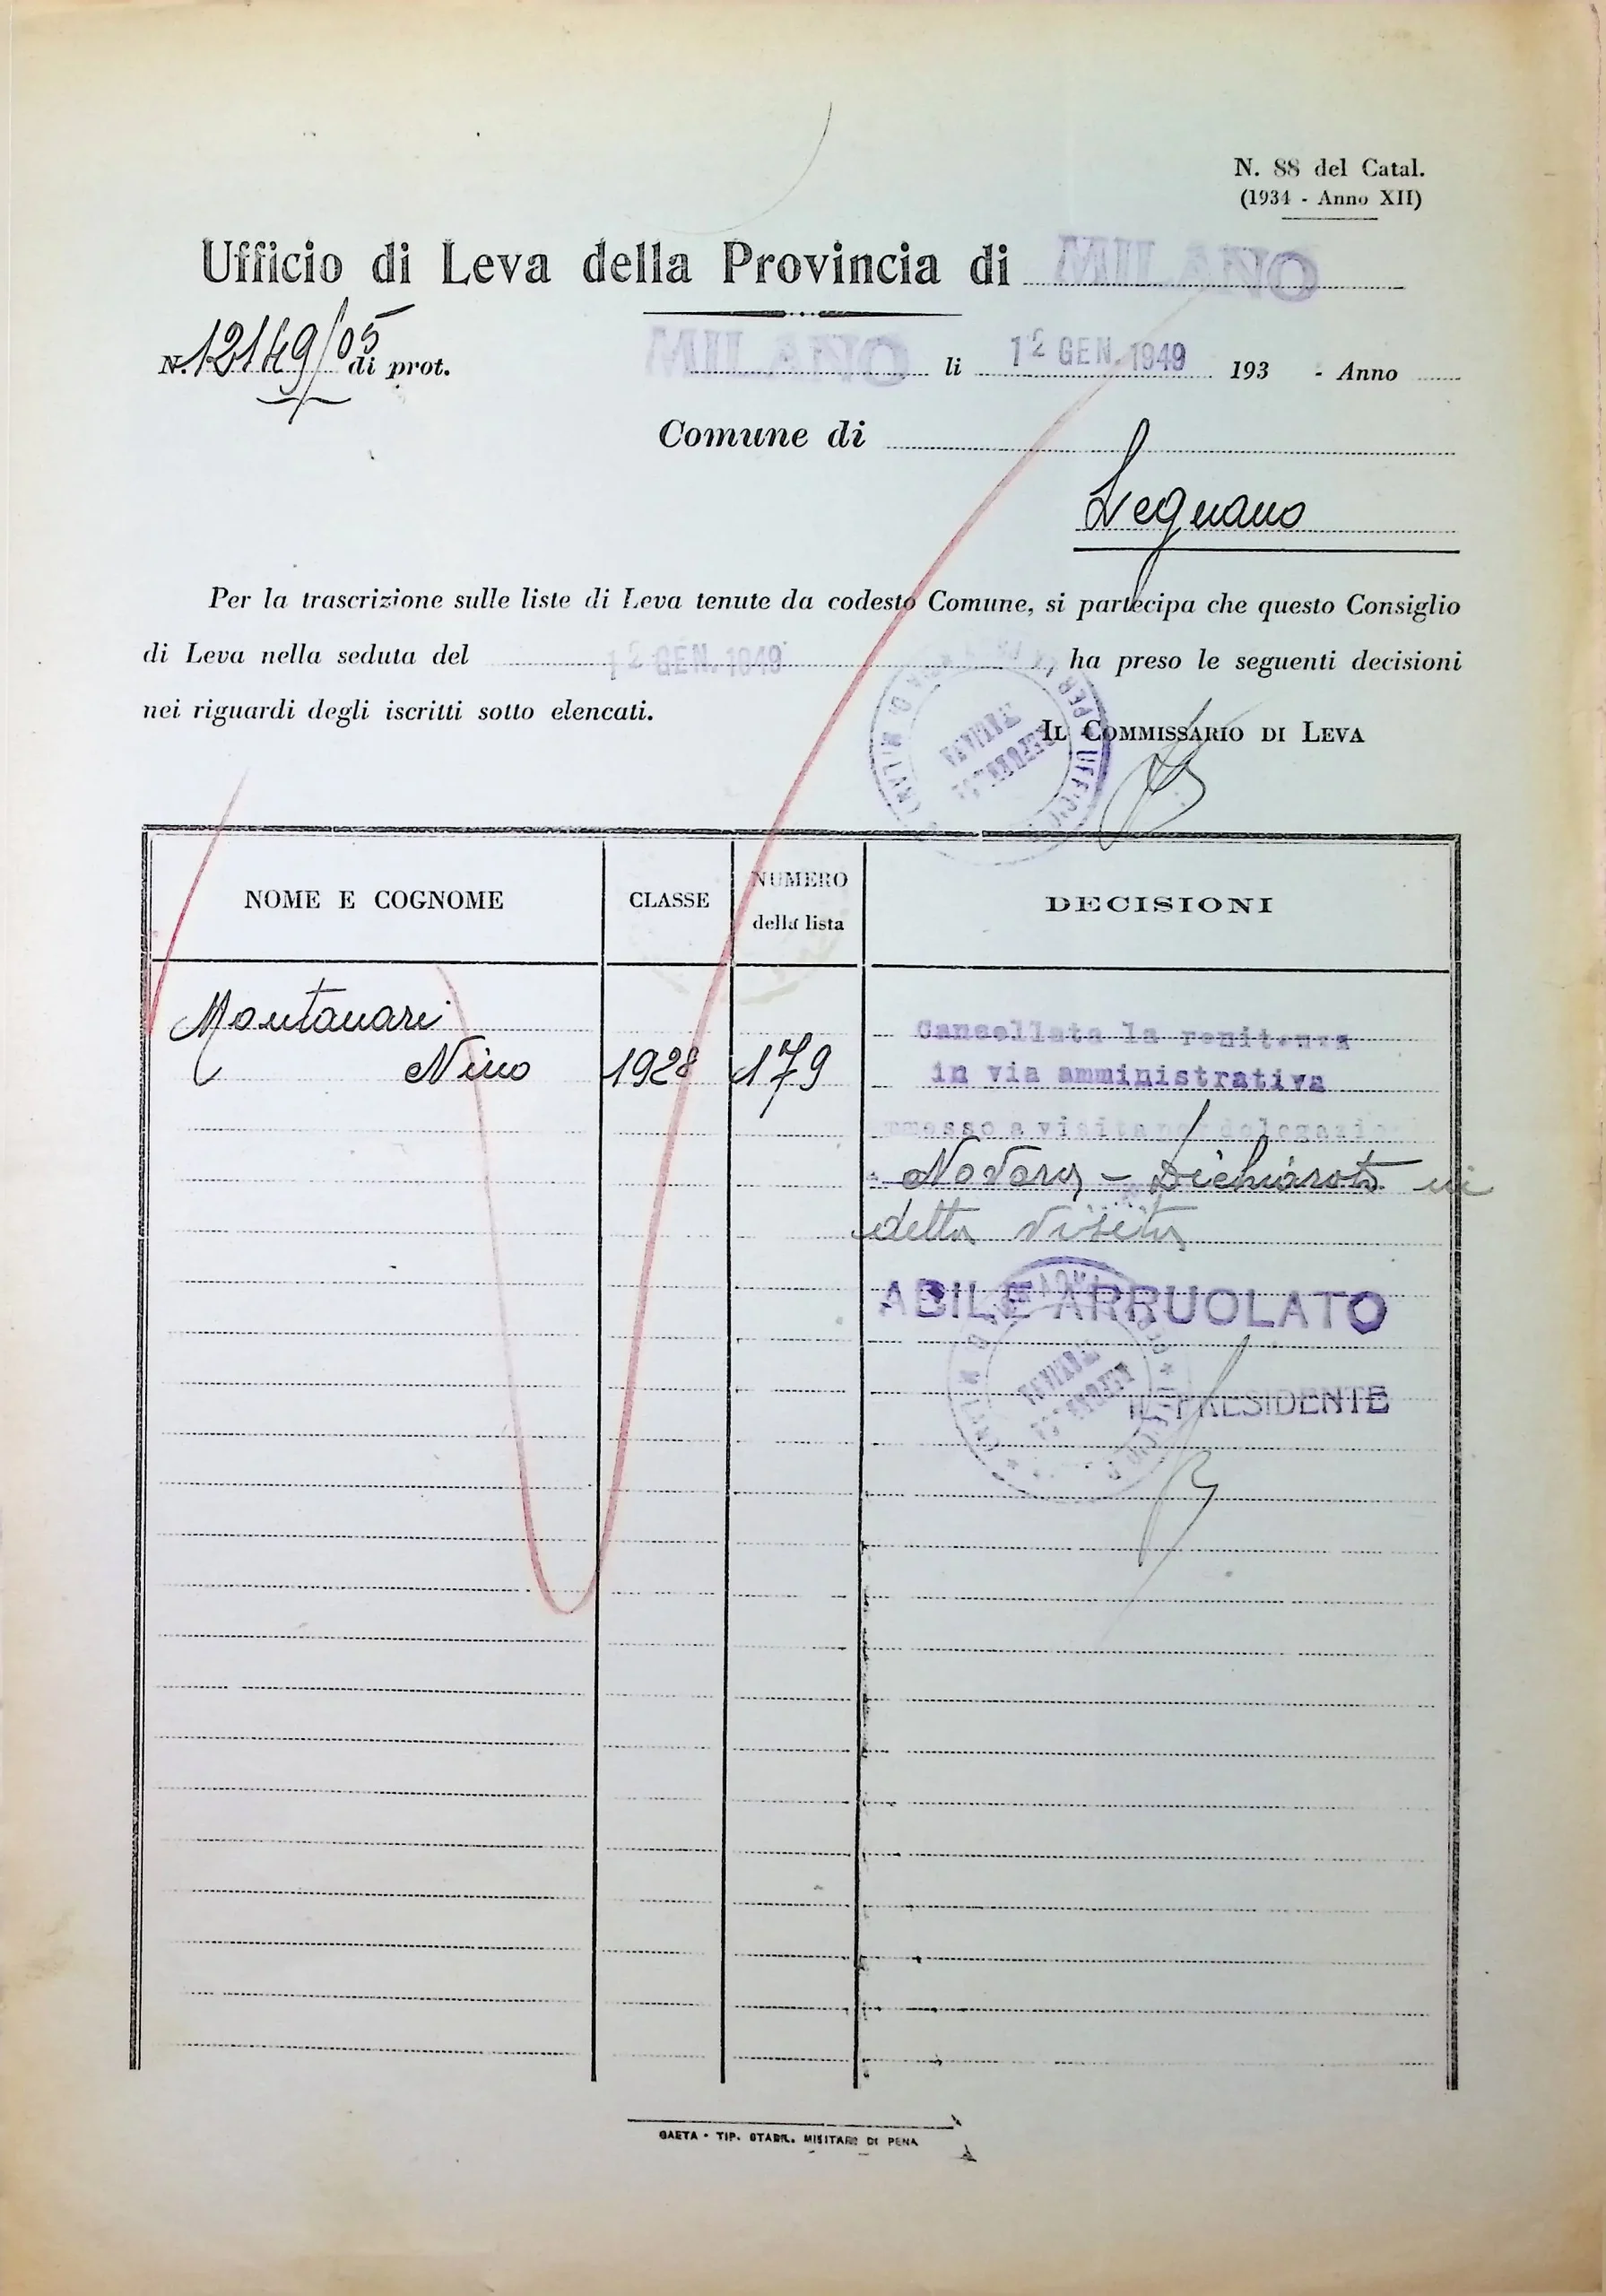 N. 88 del Catal.
(1934 - Anno XII)
Ufficio di Leva della Provincia di MILANO
N. 12149/05 di prot.
MILANO li 12 GEN. 1949 193 - Anno
Comune di
Legnano
Per la trascrizione sulle liste di Leva tenute da codesto Comune, si partecipa che questo Consiglio
di Leva nella seduta del 12 GEN. 1949, ha preso le seguenti decisioni
nei riguardi degli iscritti sotto elencati.
IL COMMISSARIO DI LEVA
NOME E COGNOME CLASSE NUMERO della lista DECISIONI
Montanari
Nino 1928 179
Cancellata la renitenza
in via amministrativa
mmesso a visita per delegazio
Novara - Dichiarato in
detta visita
ABILE ARRUOLATO
IL PRESIDENTE
GAETA - TIP. STABIL. MILITARE DI PENA